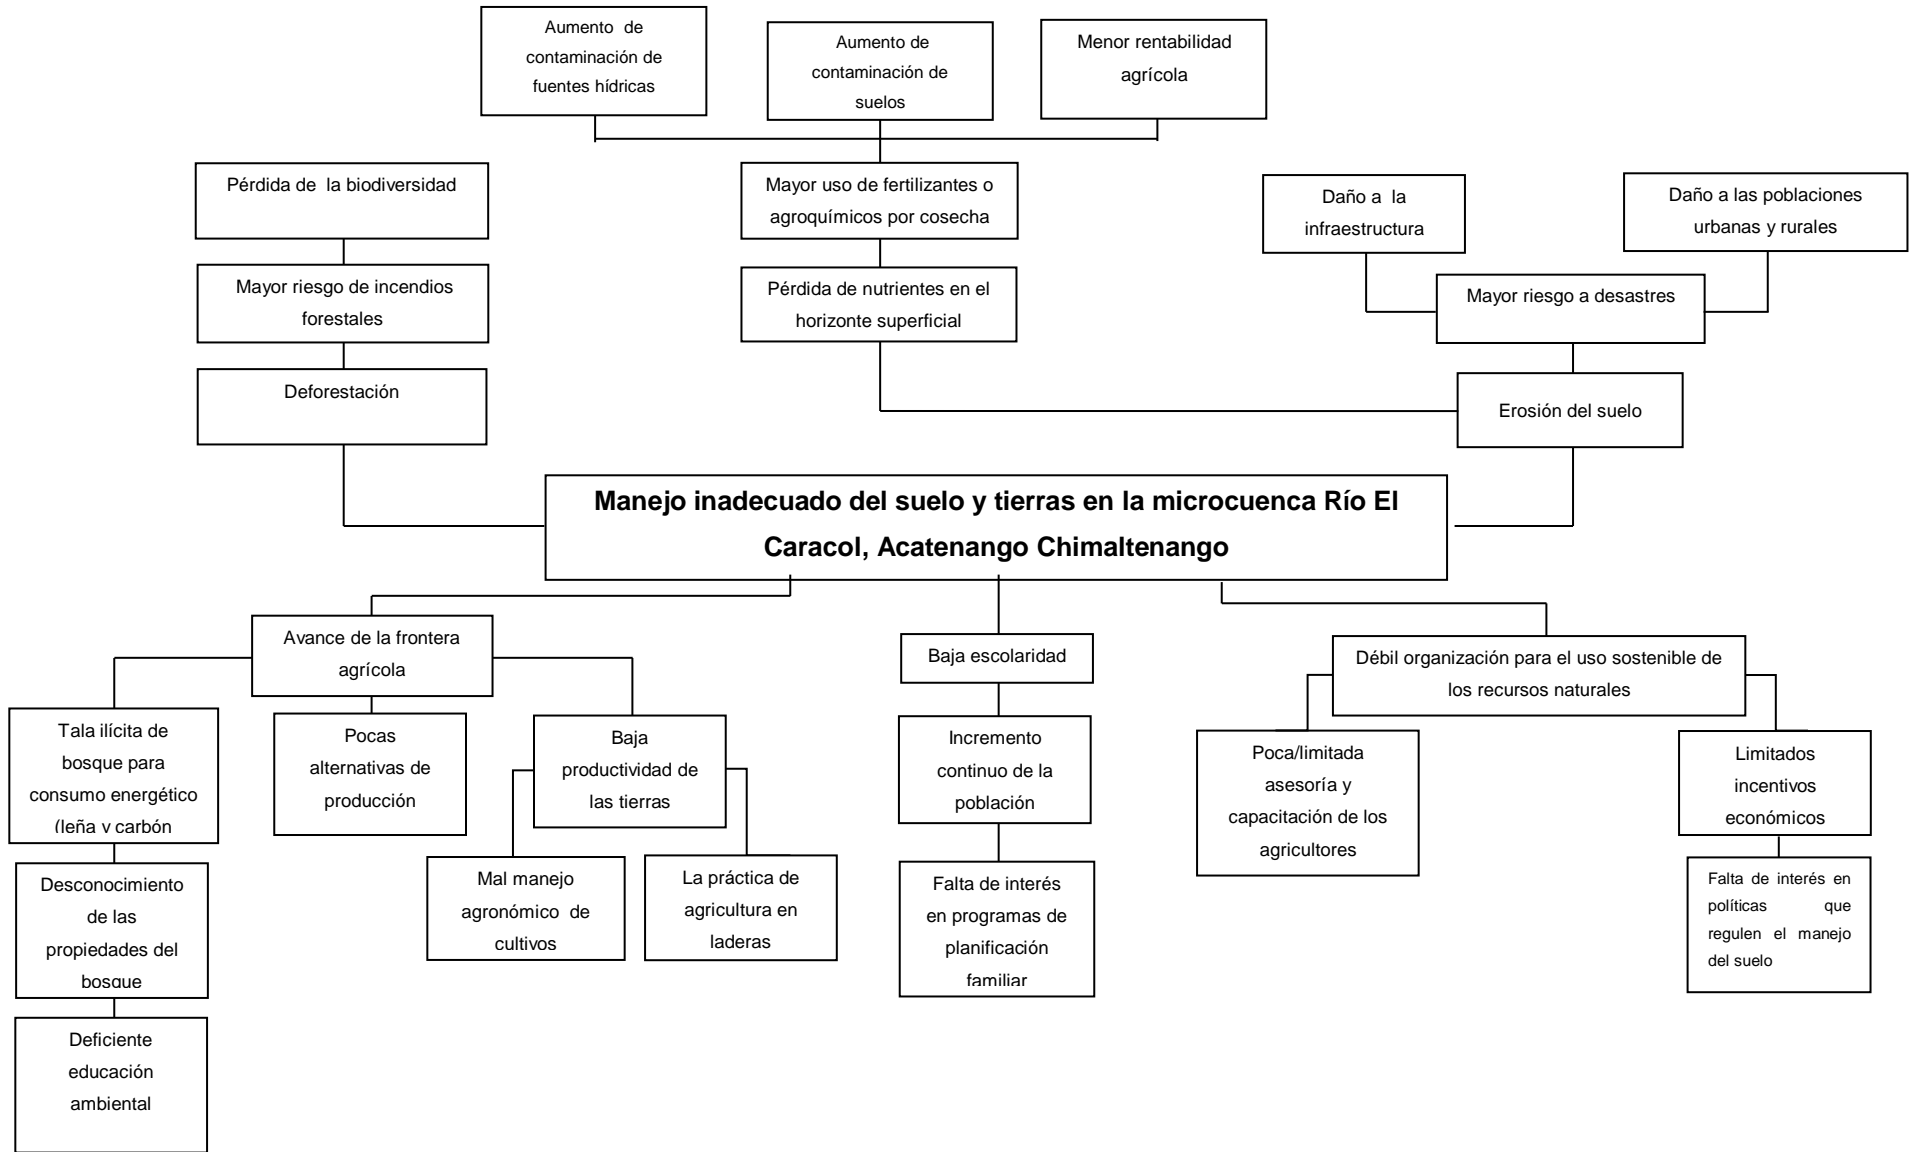 Aumento de
contaminación de
fuentes hídricas
Aumento de
contaminación de
suelos
Menor rentabilidad
agrícola
Pérdida de la biodiversidad
Mayor uso de fertilizantes o
agroquímicos por cosecha
Daño a la
infraestructura
Daño a las poblaciones
urbanas y rurales
Mayor riesgo de incendios
forestales
Pérdida de nutrientes en el
horizonte superficial
Mayor riesgo a desastres
Deforestación
Erosión del suelo
Manejo inadecuado del suelo y tierras en la microcuenca Río El
Caracol, Acatenango Chimaltenango
Avance de la frontera
agrícola
Baja escolaridad
Débil organización para el uso sostenible de
los recursos naturales
Tala ilícita de
bosque para
consumo energético
(leña y carbón
Pocas
alternativas de
producción
Baja
productividad de
las tierras
Incremento
continuo de la
población
Poca/limitada
asesoría y
capacitación de los
agricultores
Limitados
incentivos
económicos
Desconocimiento
de las
propiedades del
bosque
Mal manejo
agronómico de
cultivos
La práctica de
agricultura en
laderas
Falta de interés
en programas de
planificación
familiar
Falta de interés en
políticas que
regulen el manejo
del suelo
Deficiente
educación
ambiental